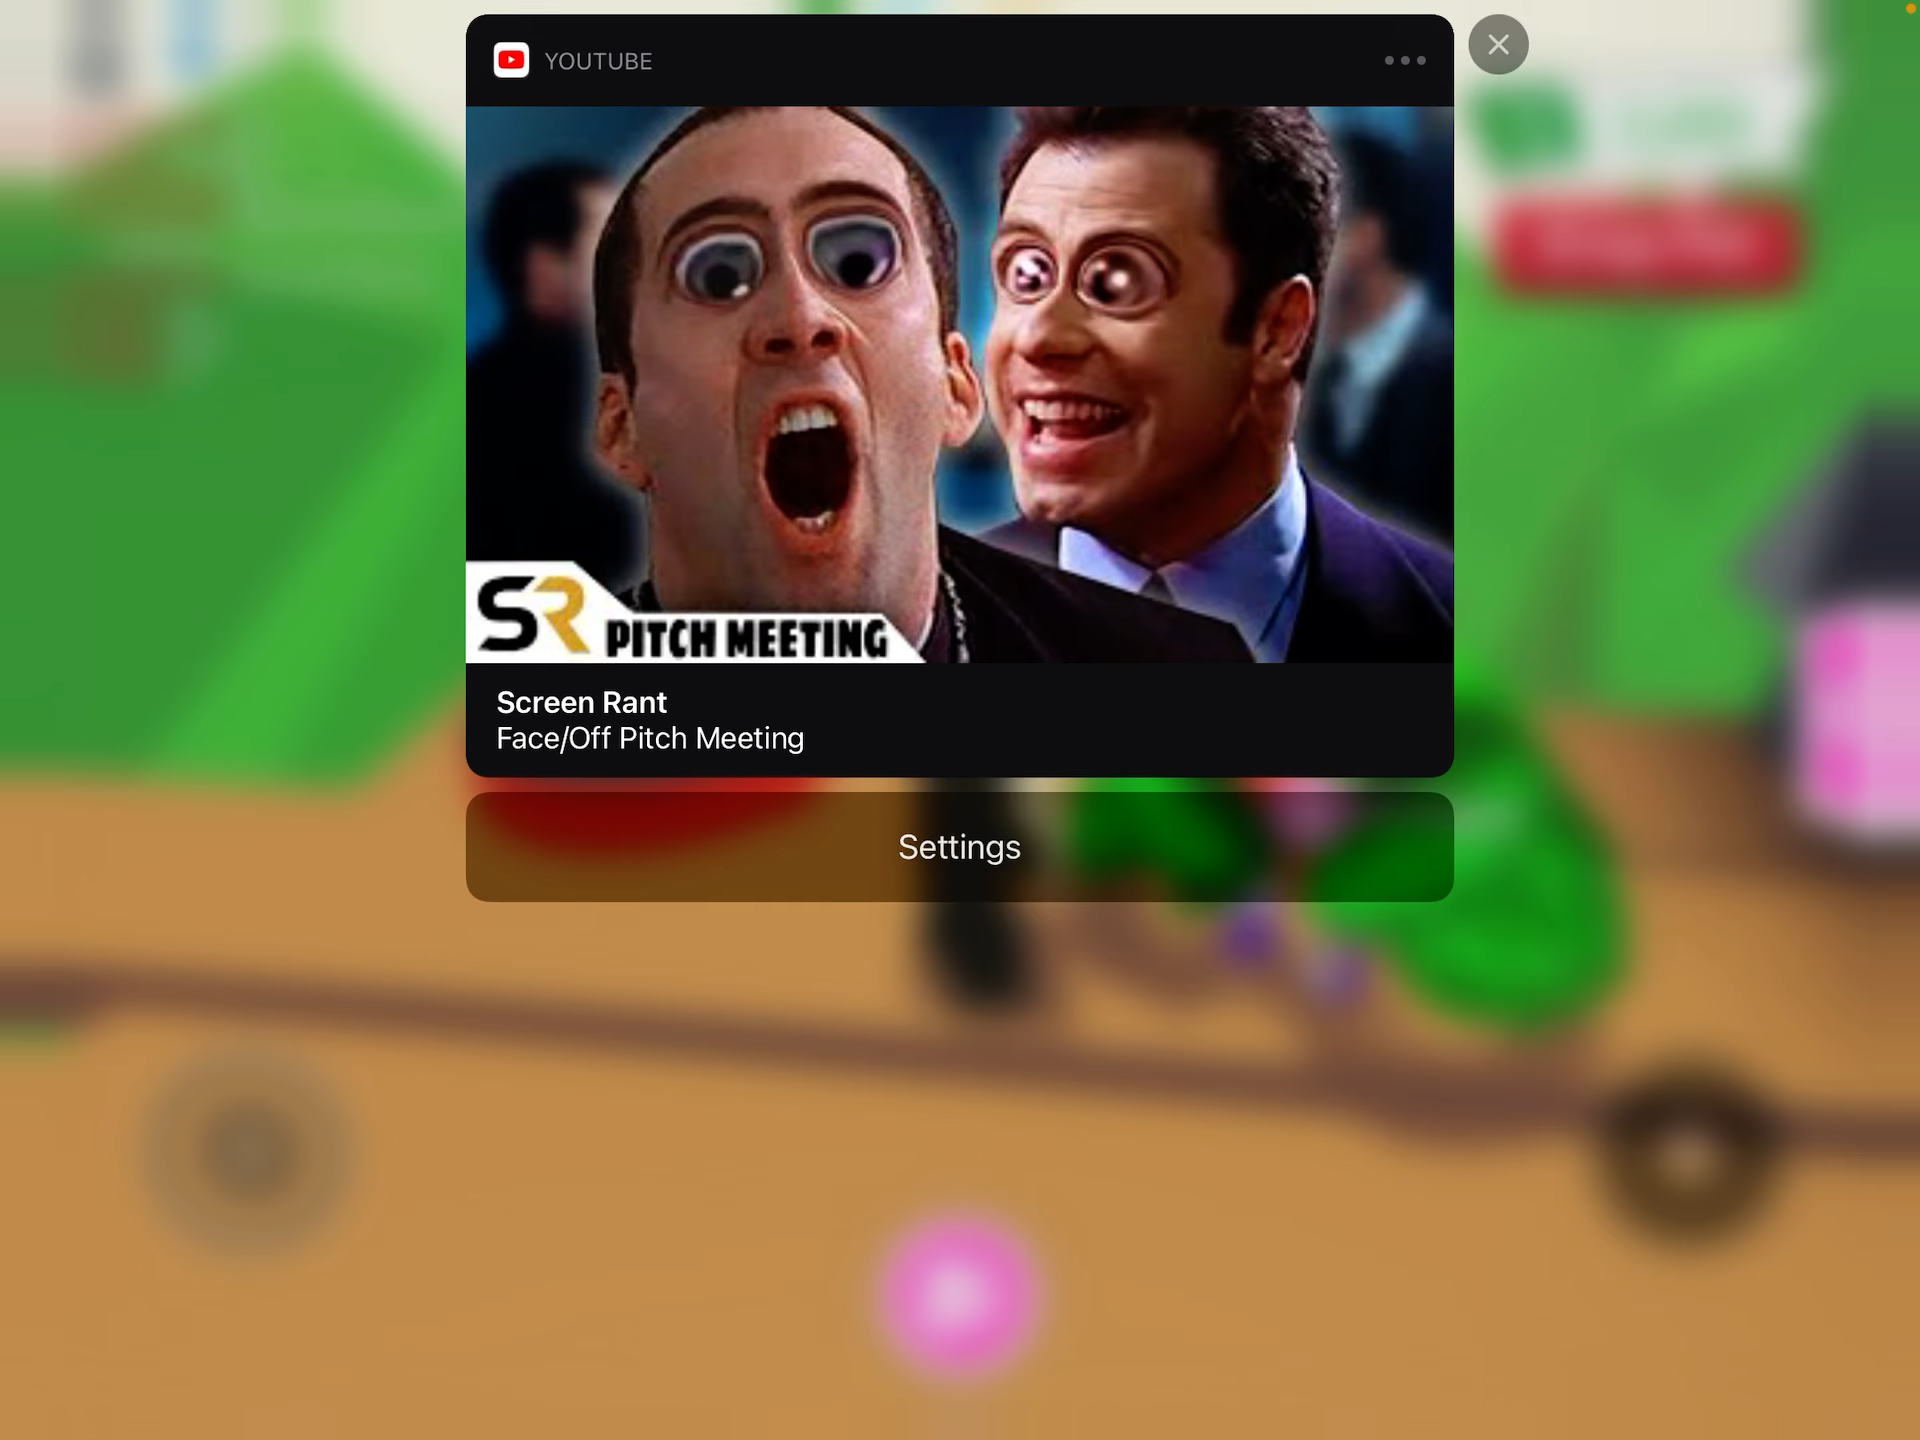 YOUTUBE
SR PITCH MEETING
Screen Rant
Face/Off Pitch Meeting
Settings